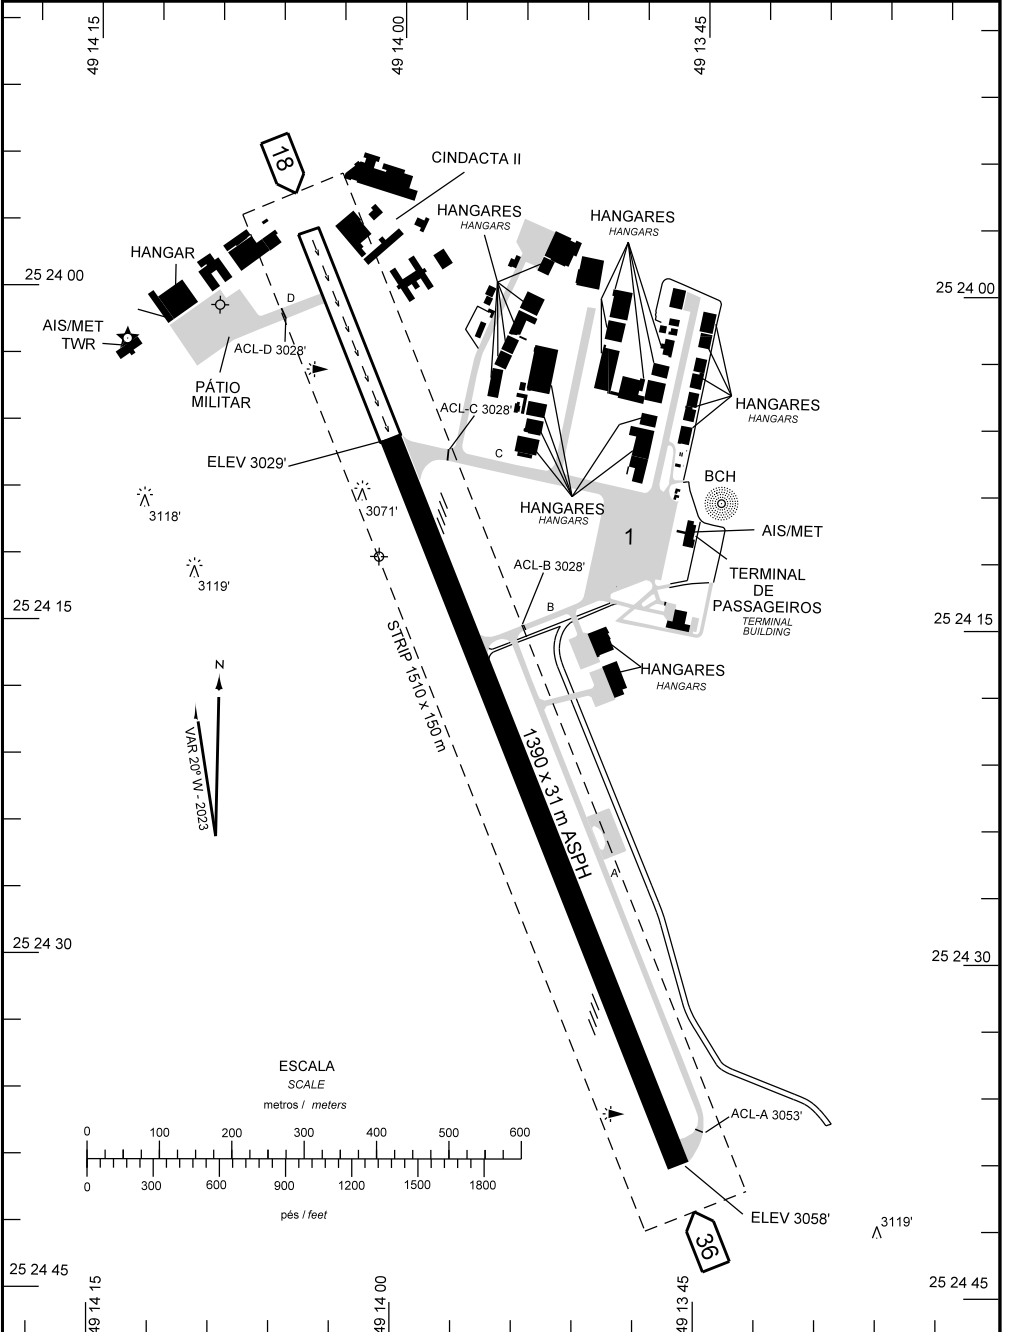 49 14 15
49 14 00
49 13 45
18
CINDACTA II
HANGARES
HANGARS
HANGARES
HANGARS
HANGAR
25 24 00
25 24 00
D
AIS/MET
TWR
ACL-D 3028'
PÁTIO
MILITAR
ACL-C 3028'
HANGARES
HANGARS
C
ELEV 3029'
BCH
3118'
3071'
HANGARES
HANGARS
AIS/MET
1
3119'
ACL-B 3028'
TERMINAL
DE
PASSAGEIROS
TERMINAL
BUILDING
25 24 15
25 24 15
B
STRIP 1510 x 150 m
N
HANGARES
HANGARS
VAR 20º W - 2023
1390 x 31 m ASPH
A
25 24 30
25 24 30
ESCALA
SCALE
metros / meters
0 100 200 300 400 500 600
0 300 600 900 1200 1500 1800
pés / feet
ACL-A 3053'
ELEV 3058'
3119'
36
25 24 45
25 24 45
49 14 15
49 14 00
49 13 45